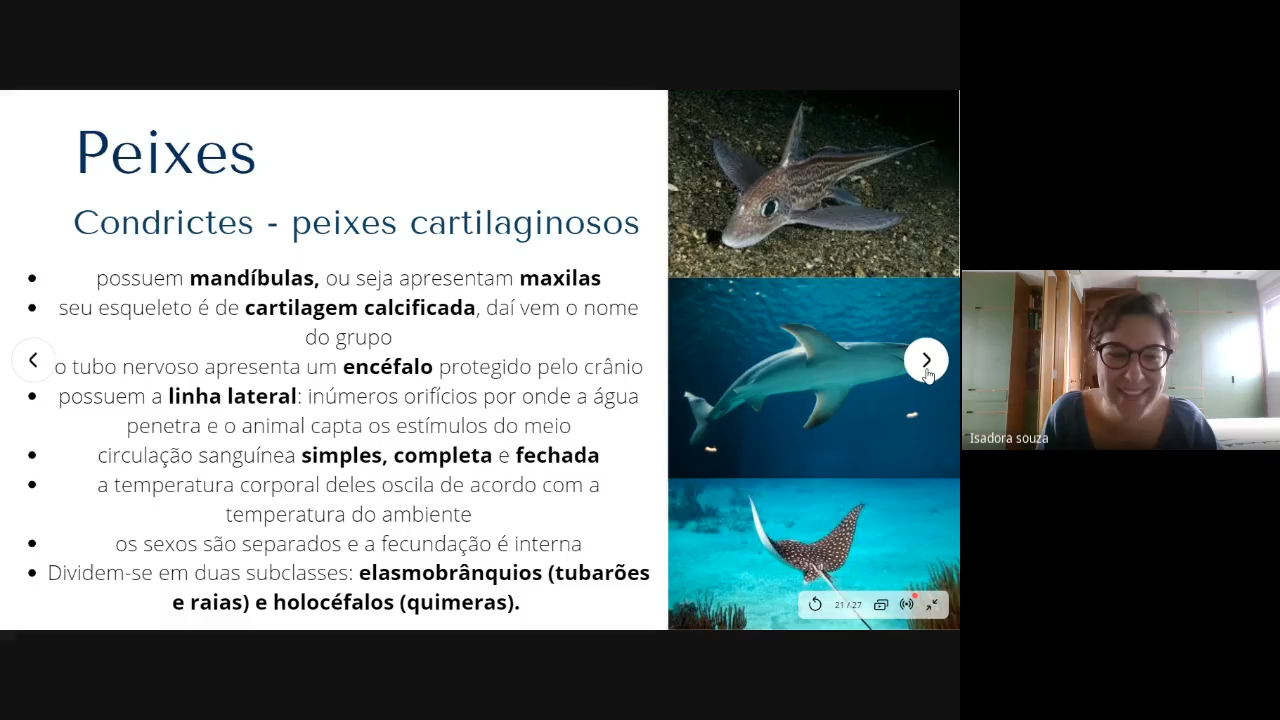 Peixes
Condrictes - peixes cartilaginosos
possuem mandíbulas, ou seja apresentam maxilas
seu esqueleto é de cartilagem calcificada, daí vem o nome
do grupo
o tubo nervoso apresenta um encéfalo protegido pelo crânio
possuem a linha lateral: inúmeros orifícios por onde a água
penetra e o animal capta os estímulos do meio
circulação sanguínea simples, completa e fechada
a temperatura corporal deles oscila de acordo com a
temperatura do ambiente
os sexos são separados e a fecundação é interna
Dividem-se em duas subclasses: elasmobrânquios (tubarões
e raias) e holocéfalos (quimeras).
21 / 27
Isadora souza